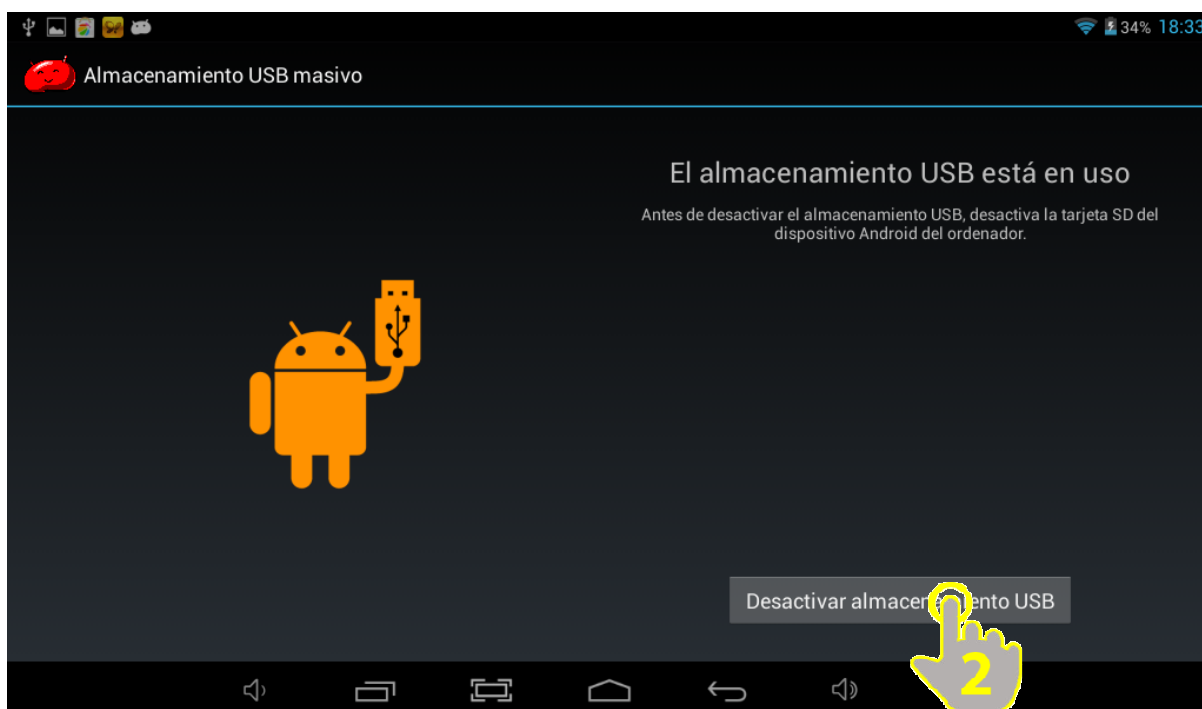 34% 18:33
Almacenamiento USB masivo
El almacenamiento USB está en uso
Antes de desactivar el almacenamiento USB, desactiva la tarjeta SD del
dispositivo Android del ordenador.
Desactivar almacenamiento USB
2